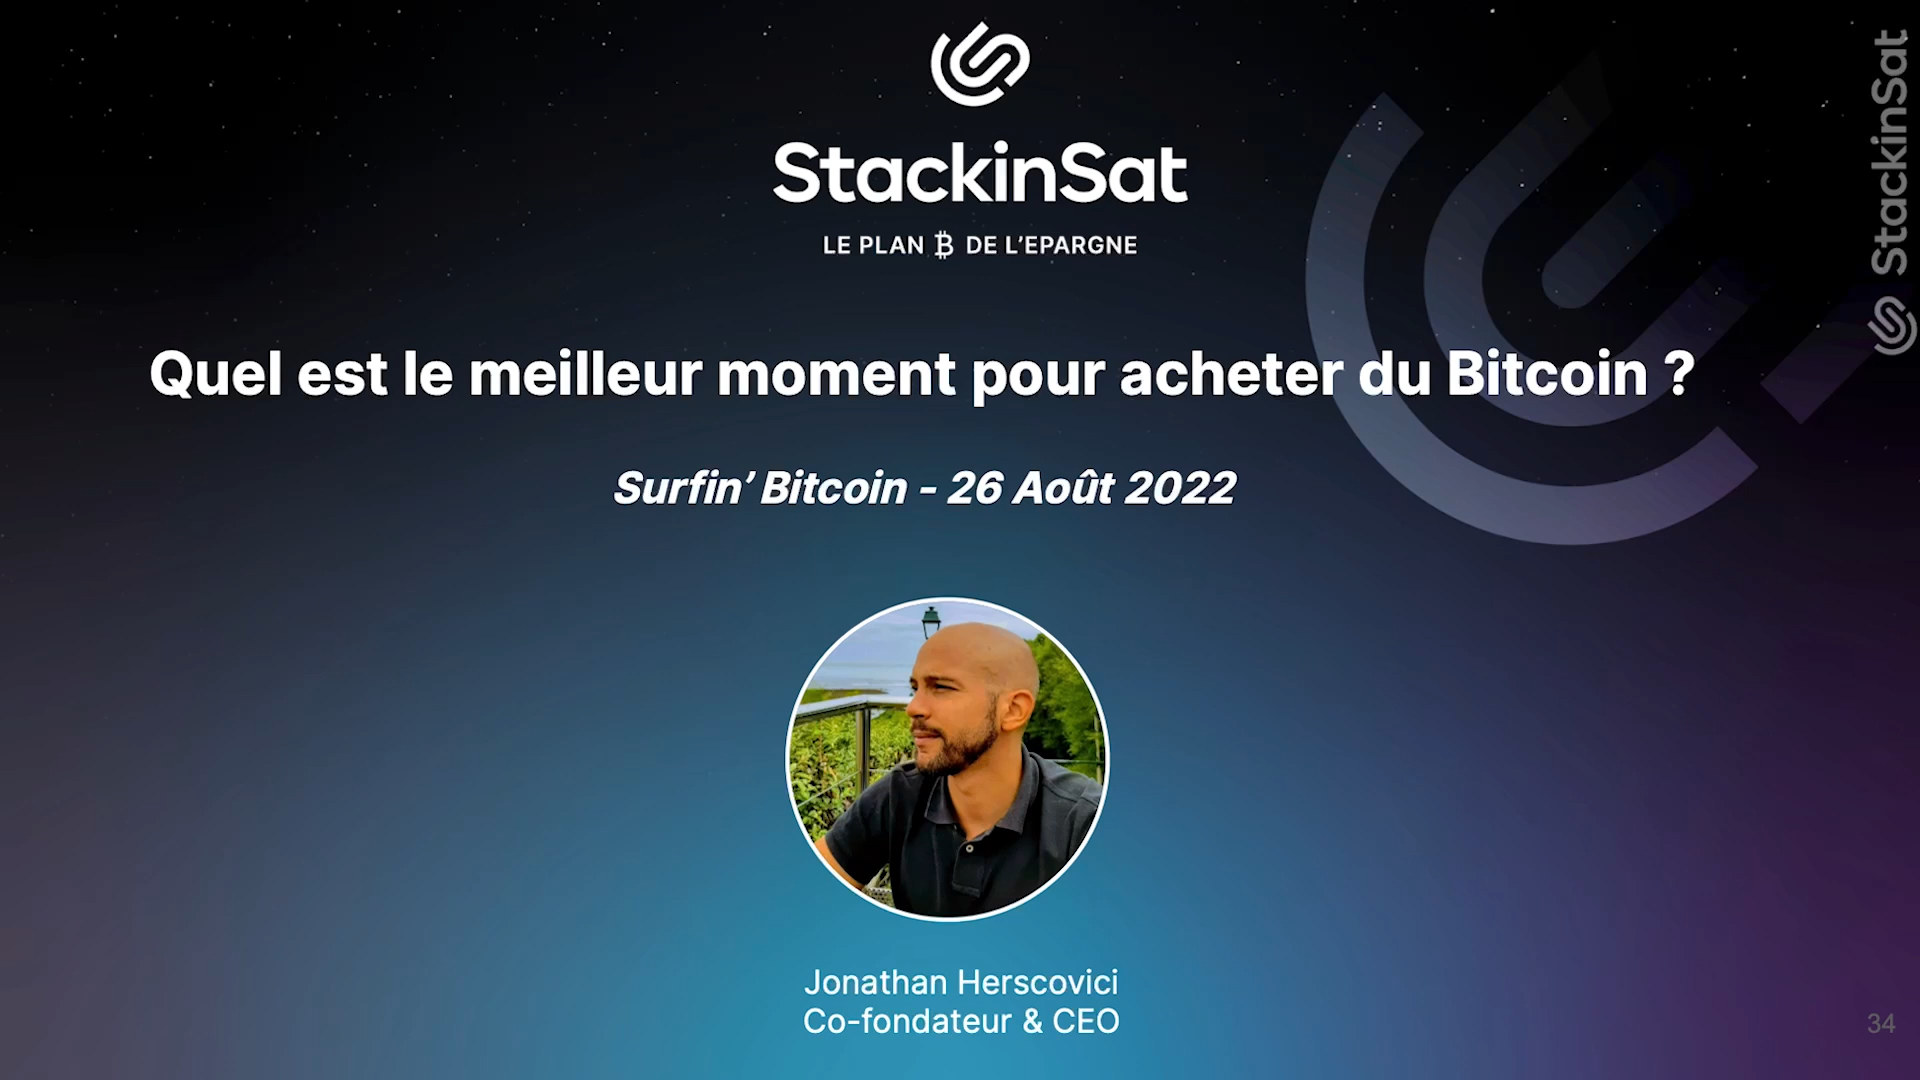 StackinSat
LE PLAN ₿ DE L’EPARGNE
Quel est le meilleur moment pour acheter du Bitcoin ?
Surfin’ Bitcoin - 26 Août 2022
Jonathan Herscovici
Co-fondateur & CEO
StackinSat
34